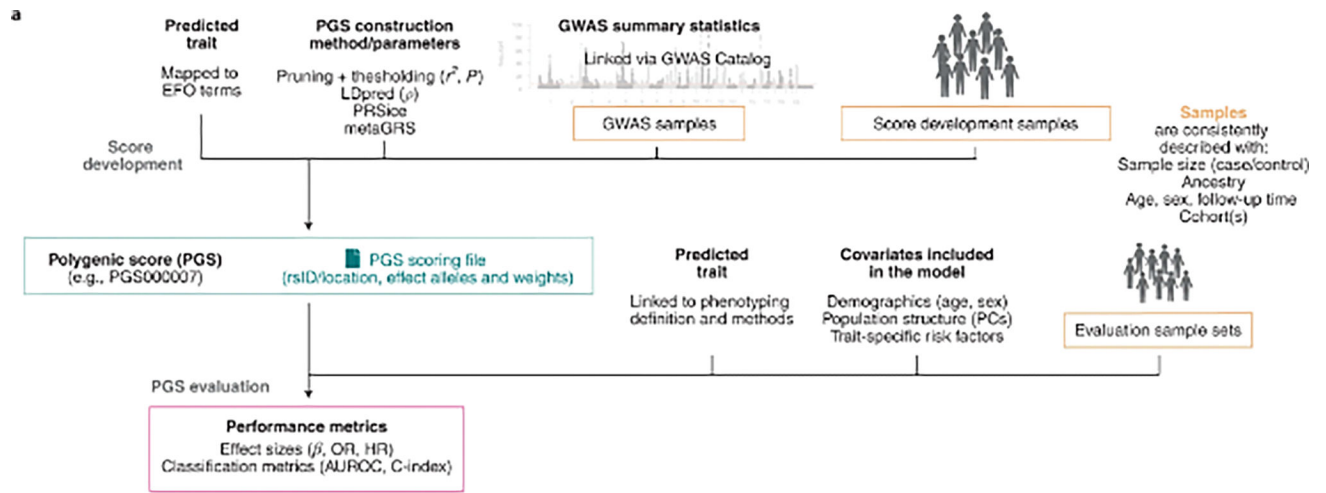 a
Predicted
trait
Mapped to
EFO terms
PGS construction
method/parameters
Pruning + thesholding (r², P)
LDpred (ρ)
PRSice
metaGRS
GWAS summary statistics
Linked via GWAS Catalog
GWAS samples
Score development samples
Samples
are consistently
described with:
Sample size (case/control)
Ancestry
Age, sex, follow-up time
Cohort(s)
Score
development
Polygenic score (PGS)
(e.g., PGS000007)
PGS scoring file
(rsID/location, effect alleles and weights)
Predicted
trait
Linked to phenotyping
definition and methods
Covariates included
in the model
Demographics (age, sex)
Population structure (PCs)
Trait-specific risk factors
Evaluation sample sets
PGS evaluation
Performance metrics
Effect sizes (β, OR, HR)
Classification metrics (AUROC, C-index)